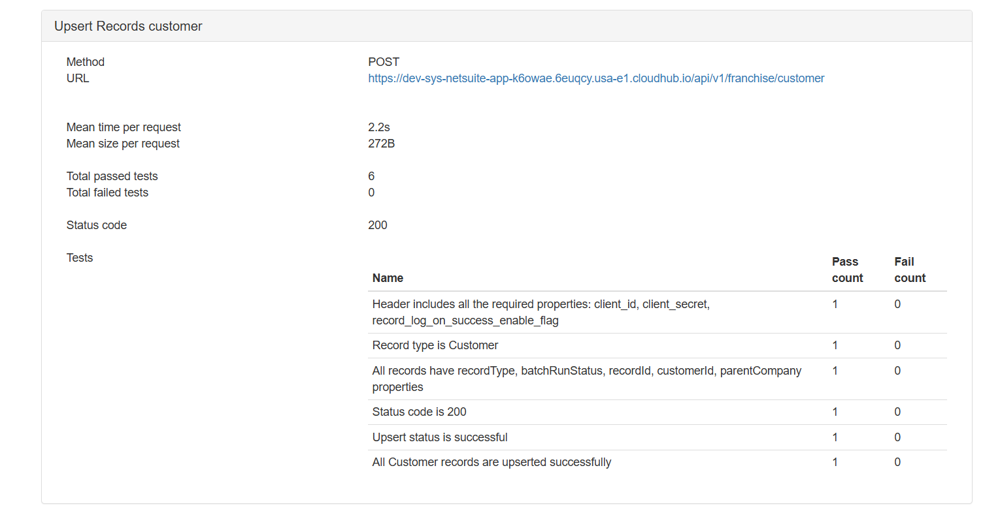 Upsert Records customer
Method POST
URL https://dev-sys-netsuite-app-k6owae.6euqcy.usa-e1.cloudhub.io/api/v1/franchise/customer
Mean time per request 2.2s
Mean size per request 272B
Total passed tests 6
Total failed tests 0
Status code 200
Tests
Name Pass count Fail count
Header includes all the required properties: client_id, client_secret, 1 0
record_log_on_success_enable_flag
Record type is Customer 1 0
All records have recordType, batchRunStatus, recordId, customerId, parentCompany 1 0
properties
Status code is 200 1 0
Upsert status is successful 1 0
All Customer records are upserted successfully 1 0